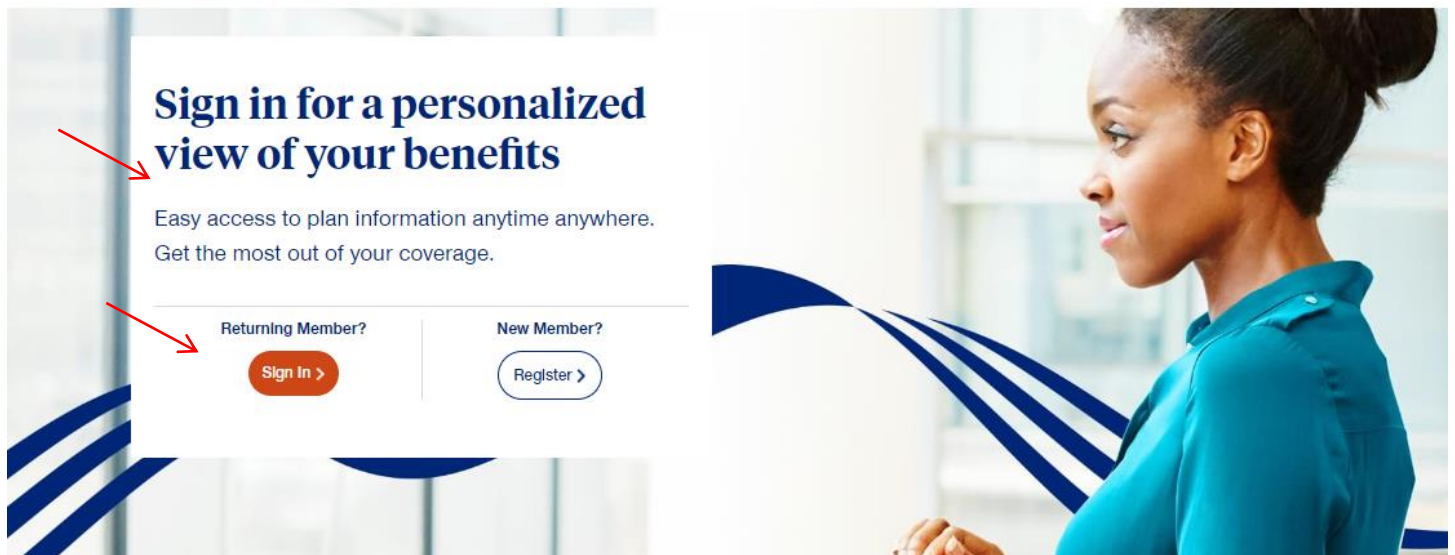 Sign in for a personalized
view of your benefits
Easy access to plan information anytime anywhere.
Get the most out of your coverage.
Returning Member?
New Member?
Sign In >
Register >